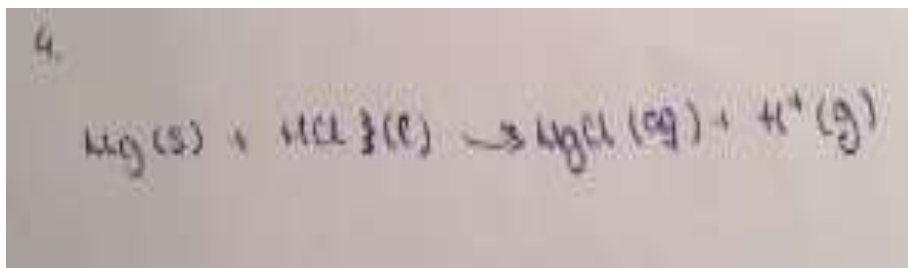 4.
Mg (s) + HCl }(l) → MgCl (aq) + H⁺ (g)